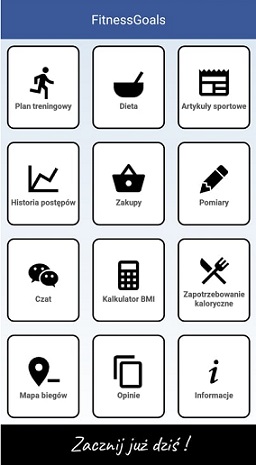 FitnessGoals
Plan treningowy
Dieta
Artykuły sportowe
Historia postępów
Zakupy
Pomiary
Czat
Kalkulator BMI
Zapotrzebowanie
kaloryczne
Mapa biegów
Opinie
Informacje
Zacznij już dziś !